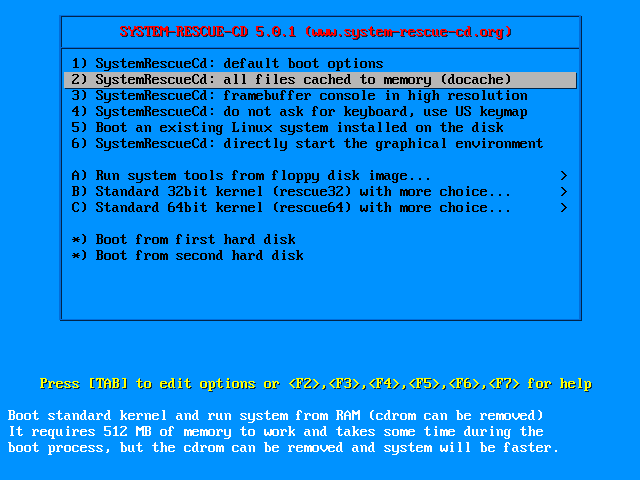 SYSTEM-RESCUE-CD 5.0.1 (www.system-rescue-cd.org)
1) SystemRescueCd: default boot options
2) SystemRescueCd: all files cached to memory (docache)
3) SystemRescueCd: framebuffer console in high resolution
4) SystemRescueCd: do not ask for keyboard, use US keymap
5) Boot an existing Linux system installed on the disk
6) SystemRescueCd: directly start the graphical environment
A) Run system tools from floppy disk image... >
B) Standard 32bit kernel (rescue32) with more choice... >
C) Standard 64bit kernel (rescue64) with more choice... >
*) Boot from first hard disk
*) Boot from second hard disk
Press [TAB] to edit options or <F2>,<F3>,<F4>,<F5>,<F6>,<F7> for help
Boot standard kernel and run system from RAM (cdrom can be removed)
It requires 512 MB of memory to work and takes some time during the
boot process, but the cdrom can be removed and system will be faster.